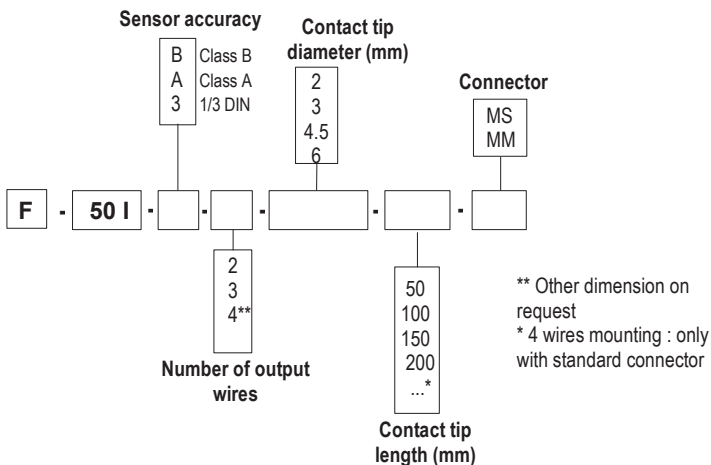 Sensor accuracy
B Class B
A Class A
3 1/3 DIN
Contact tip
diameter (mm)
2
3
4.5
6
Connector
MS
MM
F - 50 I - - - - -
2
3
4**
Number of output
wires
50
100
150
200
...*
Contact tip
length (mm)
** Other dimension on
request
* 4 wires mounting : only
with standard connector